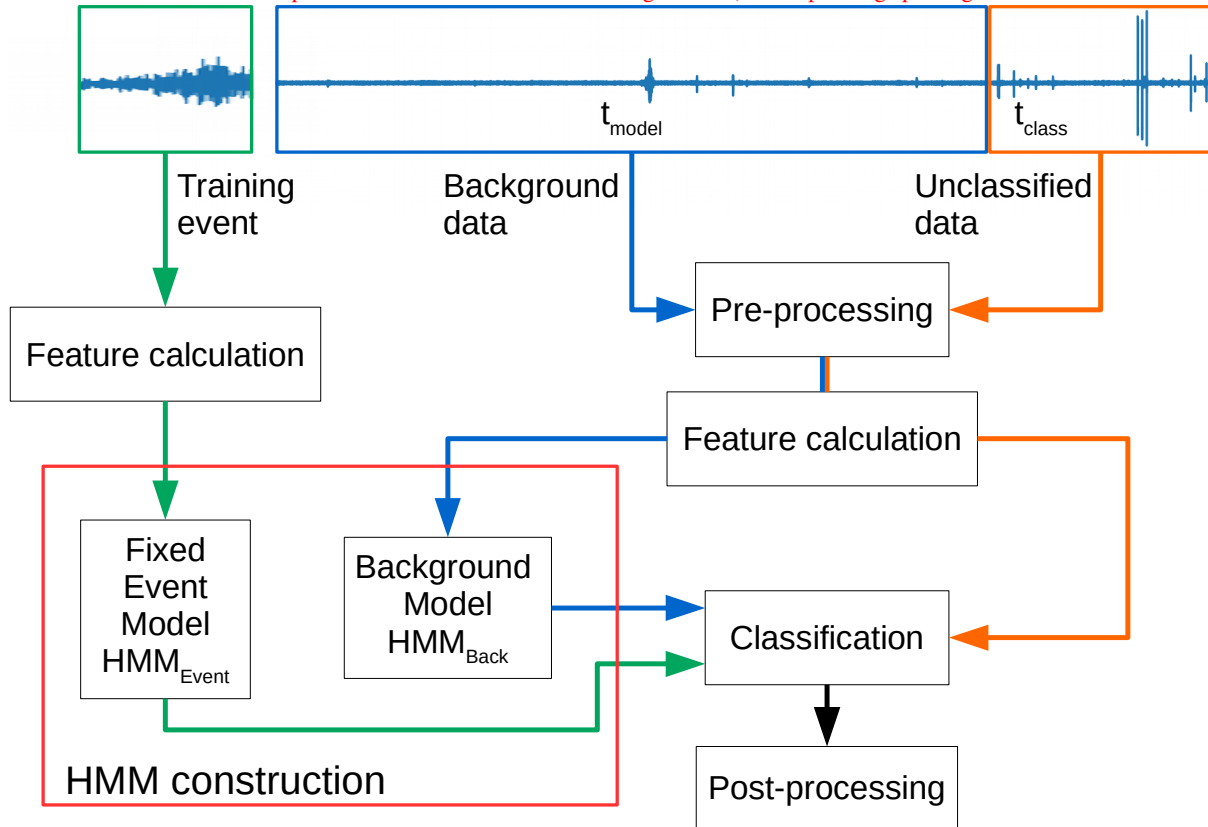 t_model
t_class
Training
event
Background
data
Unclassified
data
Pre-processing
Feature calculation
Feature calculation
Fixed
Event
Model
HMM_Event
Background
Model
HMM_Back
Classification
HMM construction
Post-processing